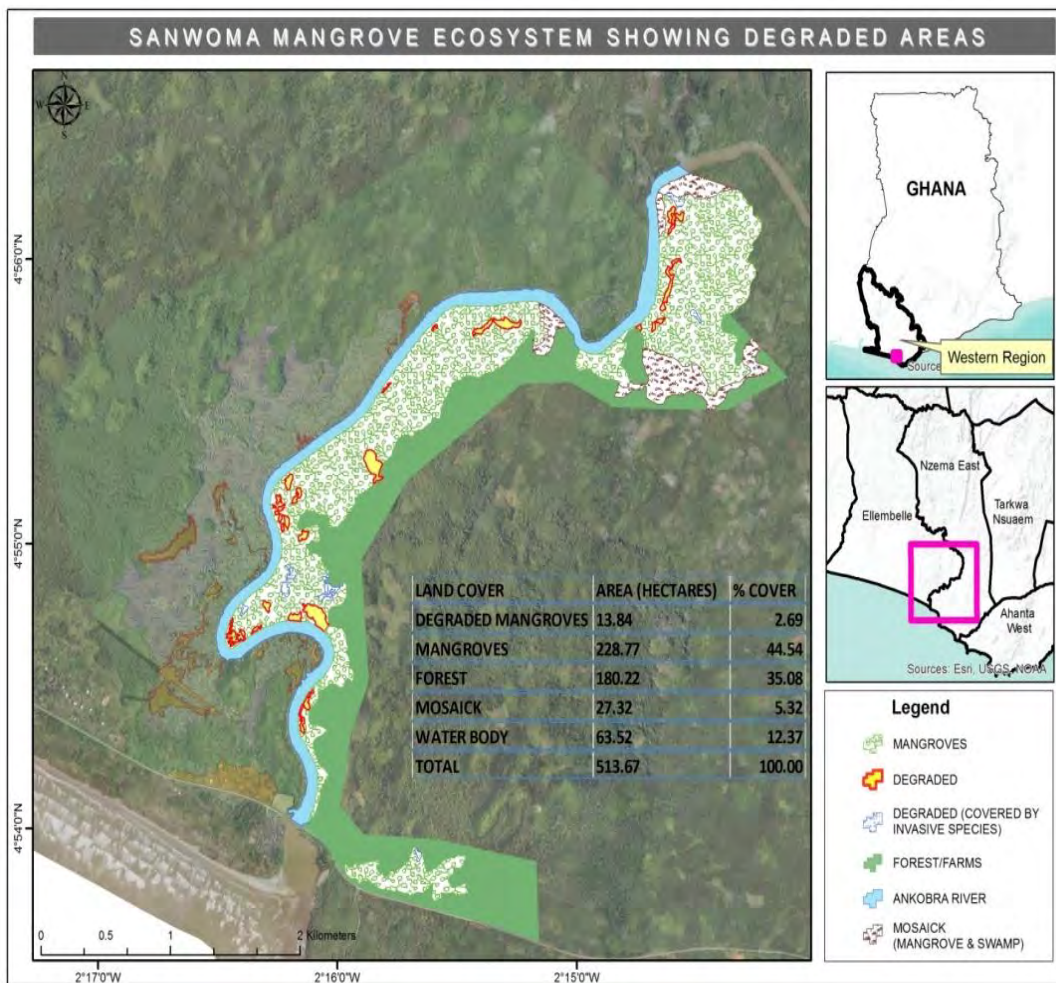 SANWOMA MANGROVE ECOSYSTEM SHOWING DEGRADED AREAS
N
W E
S
4°56'0"N
4°55'0"N
4°54'0"N
2°17'0"W 2°16'0"W 2°15'0"W
0 0.5 1 2 Kilometers
LAND COVER AREA (HECTARES) % COVER
DEGRADED MANGROVES 13.84 2.69
MANGROVES 228.77 44.54
FOREST 180.22 35.08
MOSAICK 27.32 5.32
WATER BODY 63.52 12.37
TOTAL 513.67 100.00
GHANA
Western Region
Sourc
Nzema East
Ellembelle
Tarkwa
Nsuaem
Ahanta
West
Sources: Esri, USGS, NOAA
Legend
MANGROVES
DEGRADED
DEGRADED (COVERED BY
INVASIVE SPECIES)
FOREST/FARMS
ANKOBRA RIVER
MOSAICK
(MANGROVE & SWAMP)